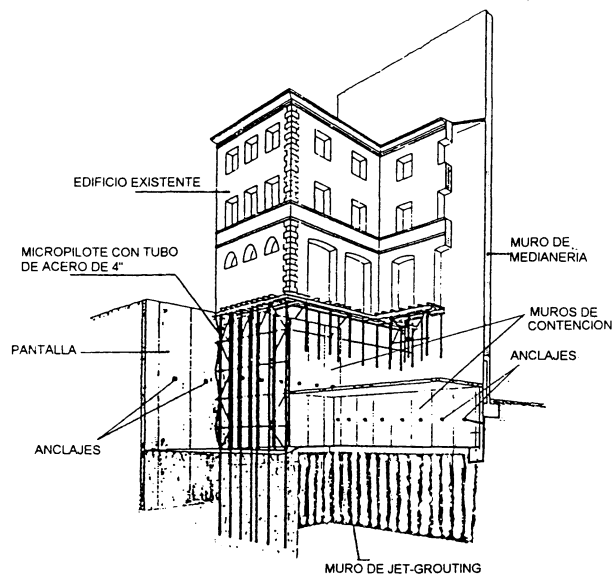 EDIFICIO EXISTENTE
MICROPILOTE CON TUBO
DE ACERO DE 4"
MURO DE
MEDIANERIA
MUROS DE
CONTENCION
PANTALLA
ANCLAJES
ANCLAJES
MURO DE JET-GROUTING